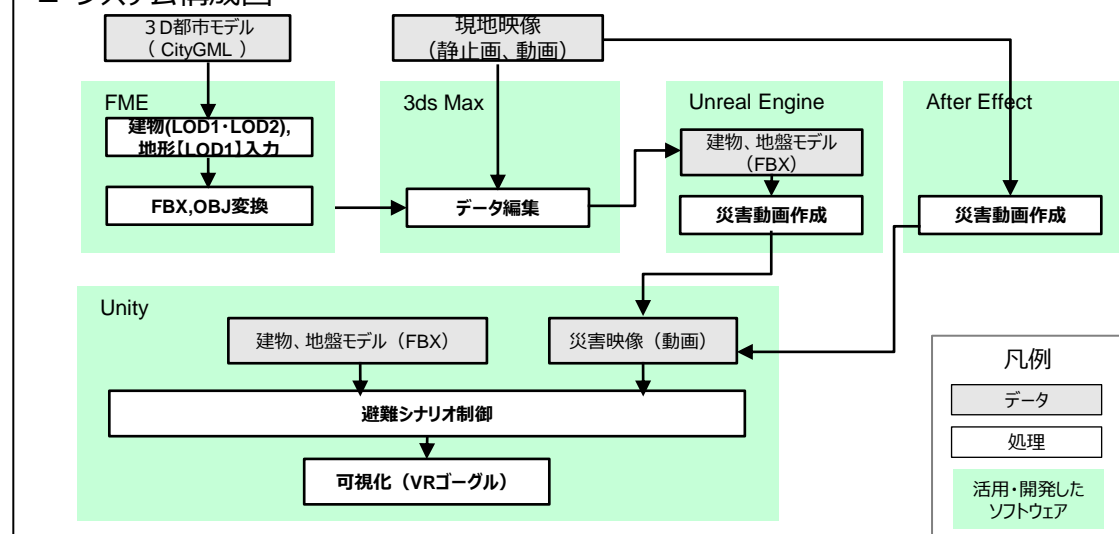 システム構成図
3D都市モデル
( CityGML )
現地映像
(静止画、動画)
FME
建物(LOD1・LOD2),
地形【LOD1】入力
FBX,OBJ変換
3ds Max
データ編集
Unreal Engine
建物、地盤モデル
(FBX)
災害動画作成
After Effect
災害動画作成
Unity
建物、地盤モデル(FBX)
災害映像(動画)
避難シナリオ制御
可視化(VRゴーグル)
凡例
データ
処理
活用・開発した
ソフトウェア